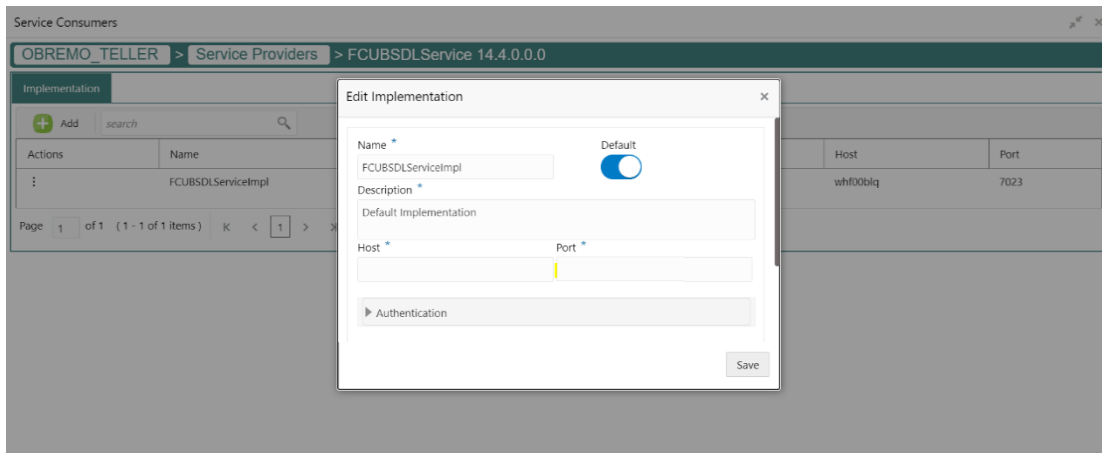 Service Consumers
OBREMO_TELLER > Service Providers > FCUBSDLService 14.4.0.0.0
Implementation
Add search
Actions Name Host Port
FCUBSDLServiceImpl whf00blq 7023
Page 1 of 1 (1 - 1 of 1 items) K < 1 >
Edit Implementation ×
Name * Default
FCUBSDLServiceImpl
Description *
Default Implementation
Host * Port *
Authentication
Save